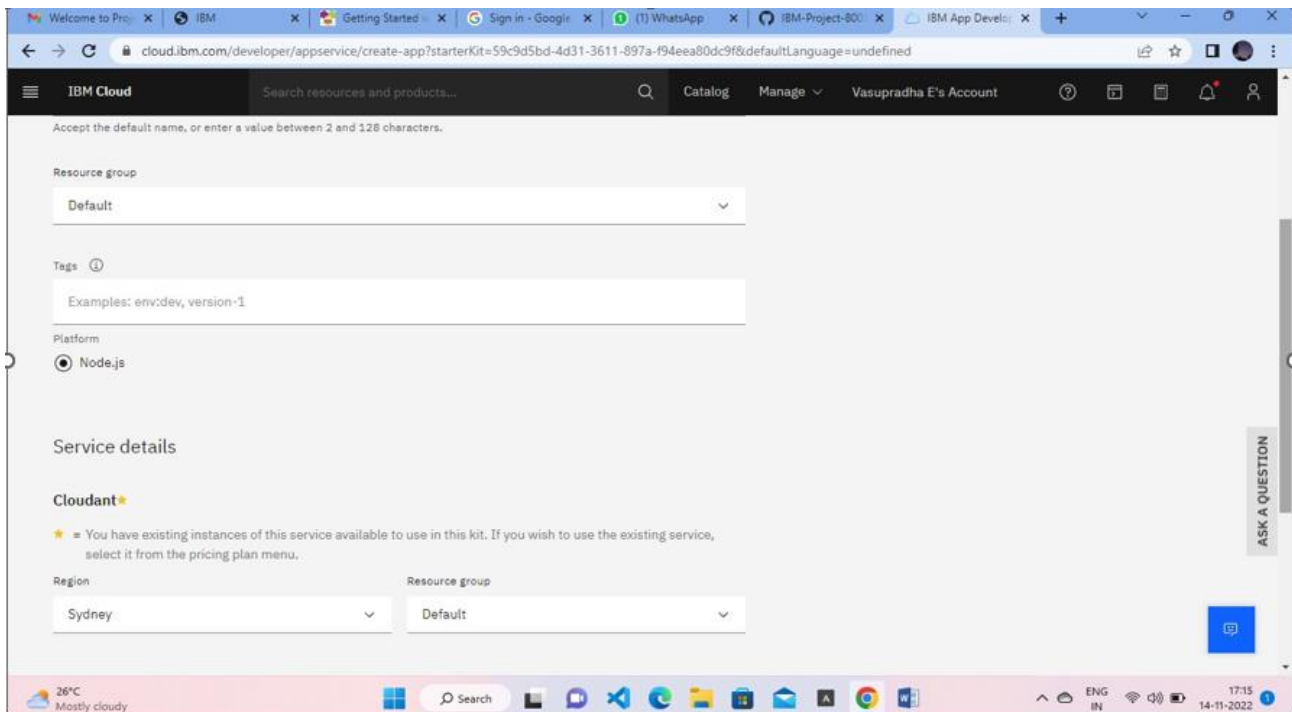 Welcome to Proj
IBM
Getting Started
Sign in - Google
(1) WhatsApp
IBM-Project-800
IBM App Develo
cloud.ibm.com/developer/appservice/create-app?starterKit=59c9d5bd-4d31-3611-897a-f94eea80dc9f&defaultLanguage=undefined
IBM Cloud
Search resources and products...
Catalog
Manage
Vasupradha E's Account
Accept the default name, or enter a value between 2 and 128 characters.
Resource group
Default
Tags
Examples: env:dev, version-1
Platform
Node.js
Service details
Cloudant
= You have existing instances of this service available to use in this kit. If you wish to use the existing service,
select it from the pricing plan menu.
Region
Resource group
Sydney
Default
ASK A QUESTION
26°C
Mostly cloudy
Search
ENG
IN
17:15
14-11-2022
1